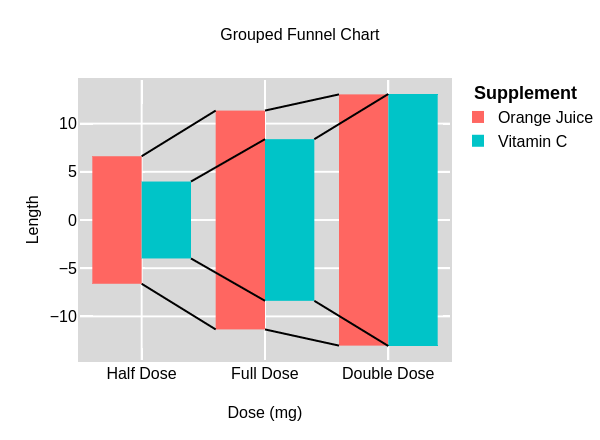 Grouped Funnel Chart
Supplement
Orange Juice
Vitamin C
Length
10
5
0
−5
−10
Half Dose
Full Dose
Double Dose
Dose (mg)